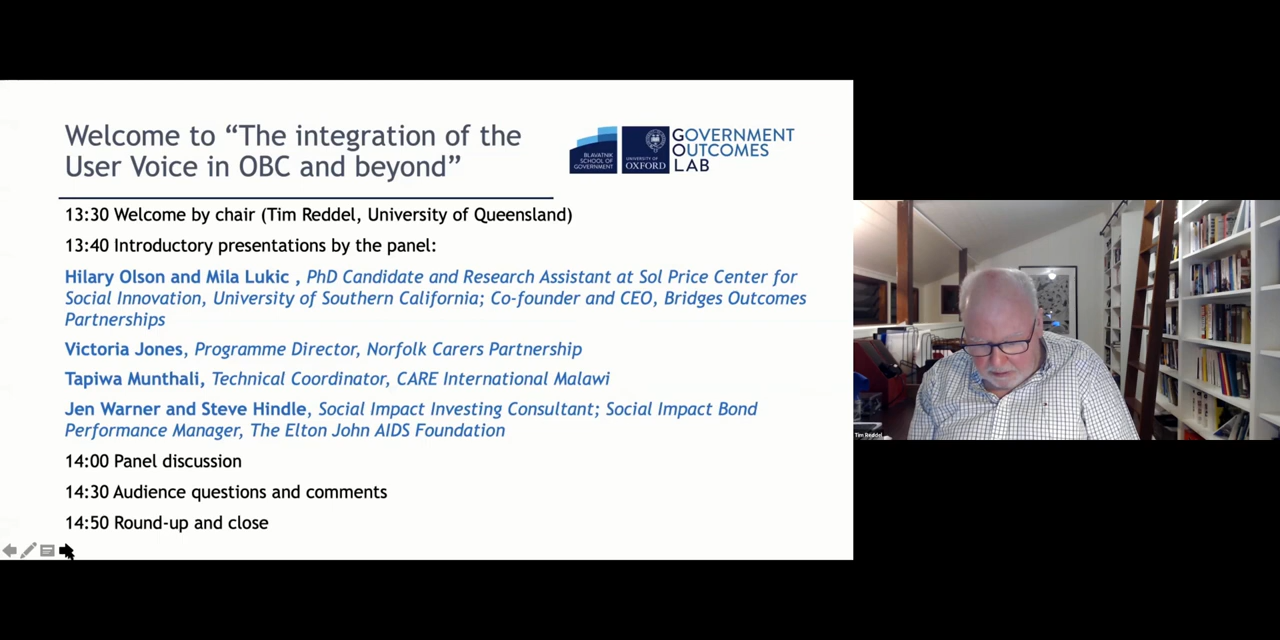 Welcome to “The integration of the
User Voice in OBC and beyond”
BLAVATNIK
SCHOOL OF
GOVERNMENT
UNIVERSITY OF
OXFORD
GOVERNMENT
OUTCOMES
LAB
13:30 Welcome by chair (Tim Reddel, University of Queensland)
13:40 Introductory presentations by the panel:
Hilary Olson and Mila Lukic , PhD Candidate and Research Assistant at Sol Price Center for
Social Innovation, University of Southern California; Co-founder and CEO, Bridges Outcomes
Partnerships
Victoria Jones, Programme Director, Norfolk Carers Partnership
Tapiwa Munthali, Technical Coordinator, CARE International Malawi
Jen Warner and Steve Hindle, Social Impact Investing Consultant; Social Impact Bond
Performance Manager, The Elton John AIDS Foundation
14:00 Panel discussion
14:30 Audience questions and comments
14:50 Round-up and close
Tim Reddel